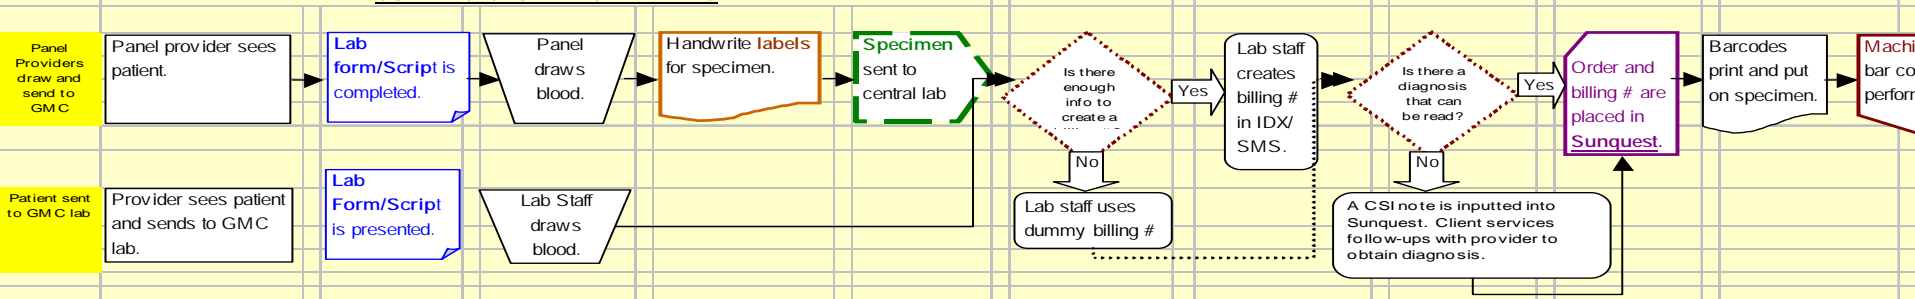 Panel
Providers
draw and
send to
GMC
Panel provider sees
patient.
Lab
form/Script is
completed.
Panel
draws
blood.
Handwrite labels
for specimen.
Specimen
sent to
central lab
Is there
enough
info to
create a
Yes
No
Lab staff uses
dummy billing #
Lab staff
creates
billing #
in IDX/
SMS.
Is there a
diagnosis
that can
be read?
Yes
No
A CSI note is inputted into
Sunquest. Client services
follow-ups with provider to
obtain diagnosis.
Order and
billing # are
placed in
Sunquest.
Barcodes
print and put
on specimen.
Machi
bar co
perform
Patient sent
to GMC lab
Provider sees patient
and sends to GMC
lab.
Lab
Form/Script
is presented.
Lab Staff
draws
blood.